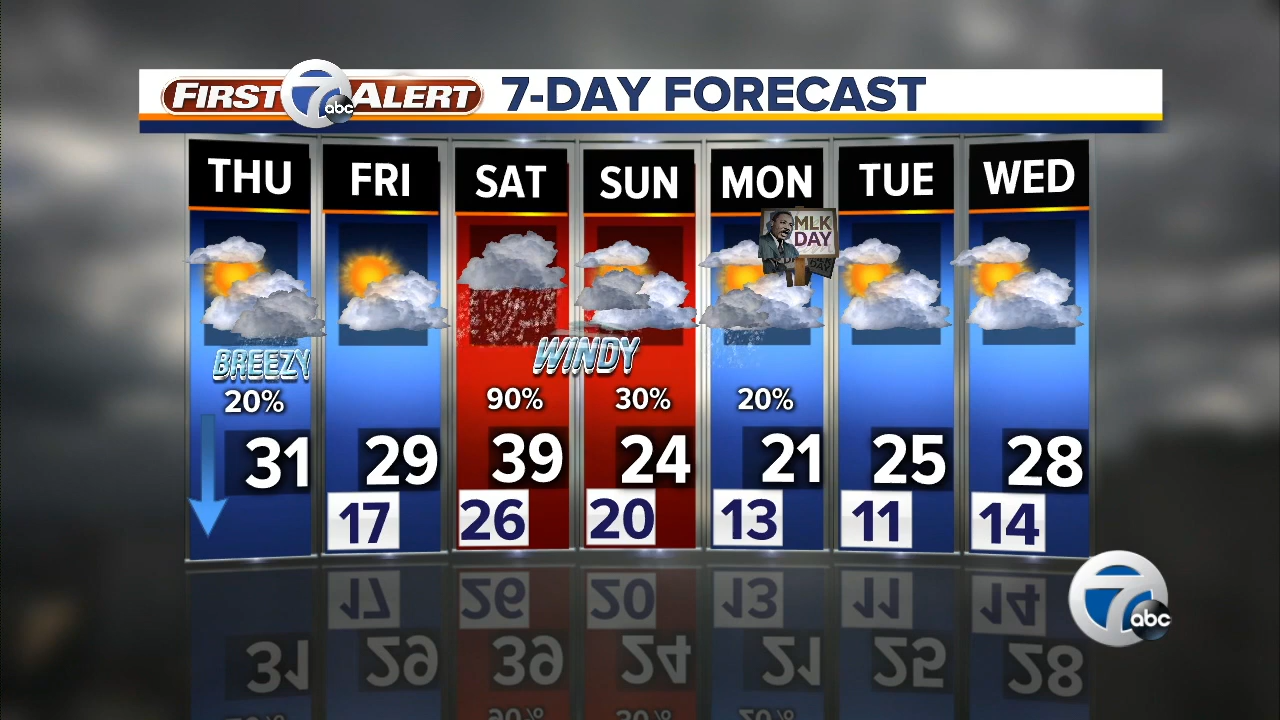 FIRST 7 abc ALERT 7-DAY FORECAST
THU FRI SAT SUN MON TUE WED
MLK
DAY
BREEZY WINDY
20% 90% 30% 20%
31 29 39 24 21 25 28
17 26 20 13 11 14
7 abc